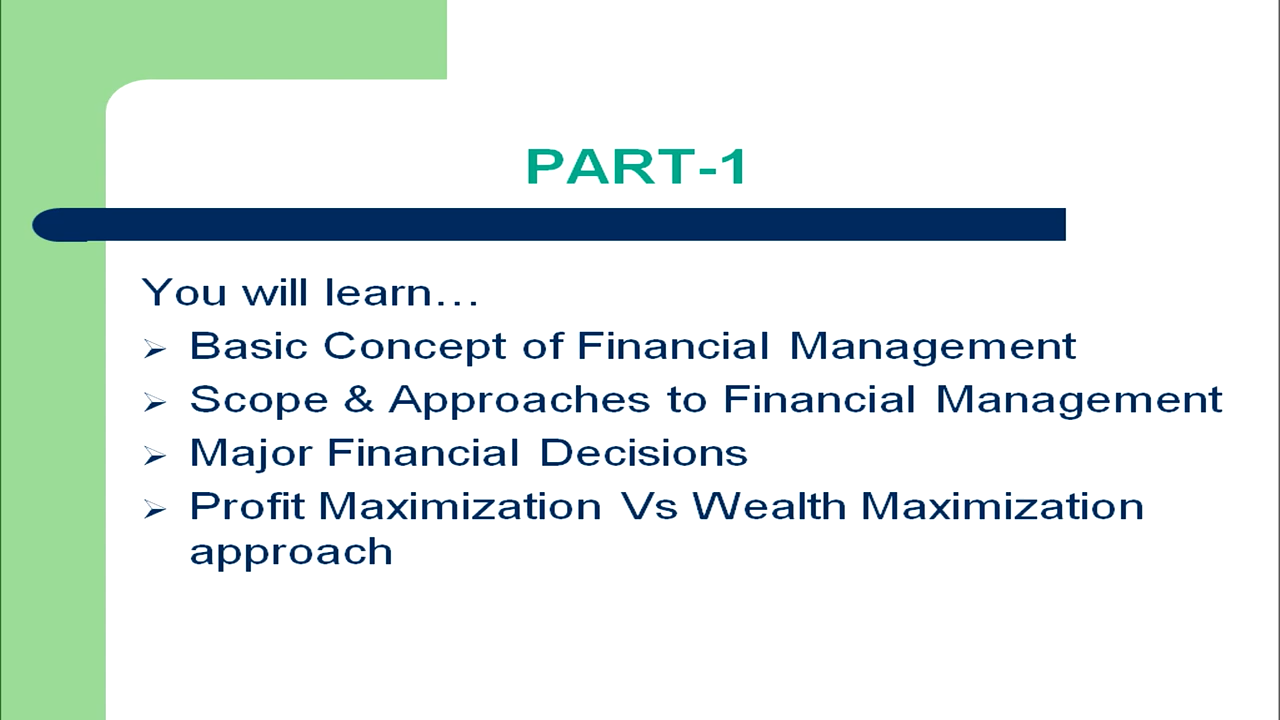 PART-1
You will learn…
➢ Basic Concept of Financial Management
➢ Scope & Approaches to Financial Management
➢ Major Financial Decisions
➢ Profit Maximization Vs Wealth Maximization
approach